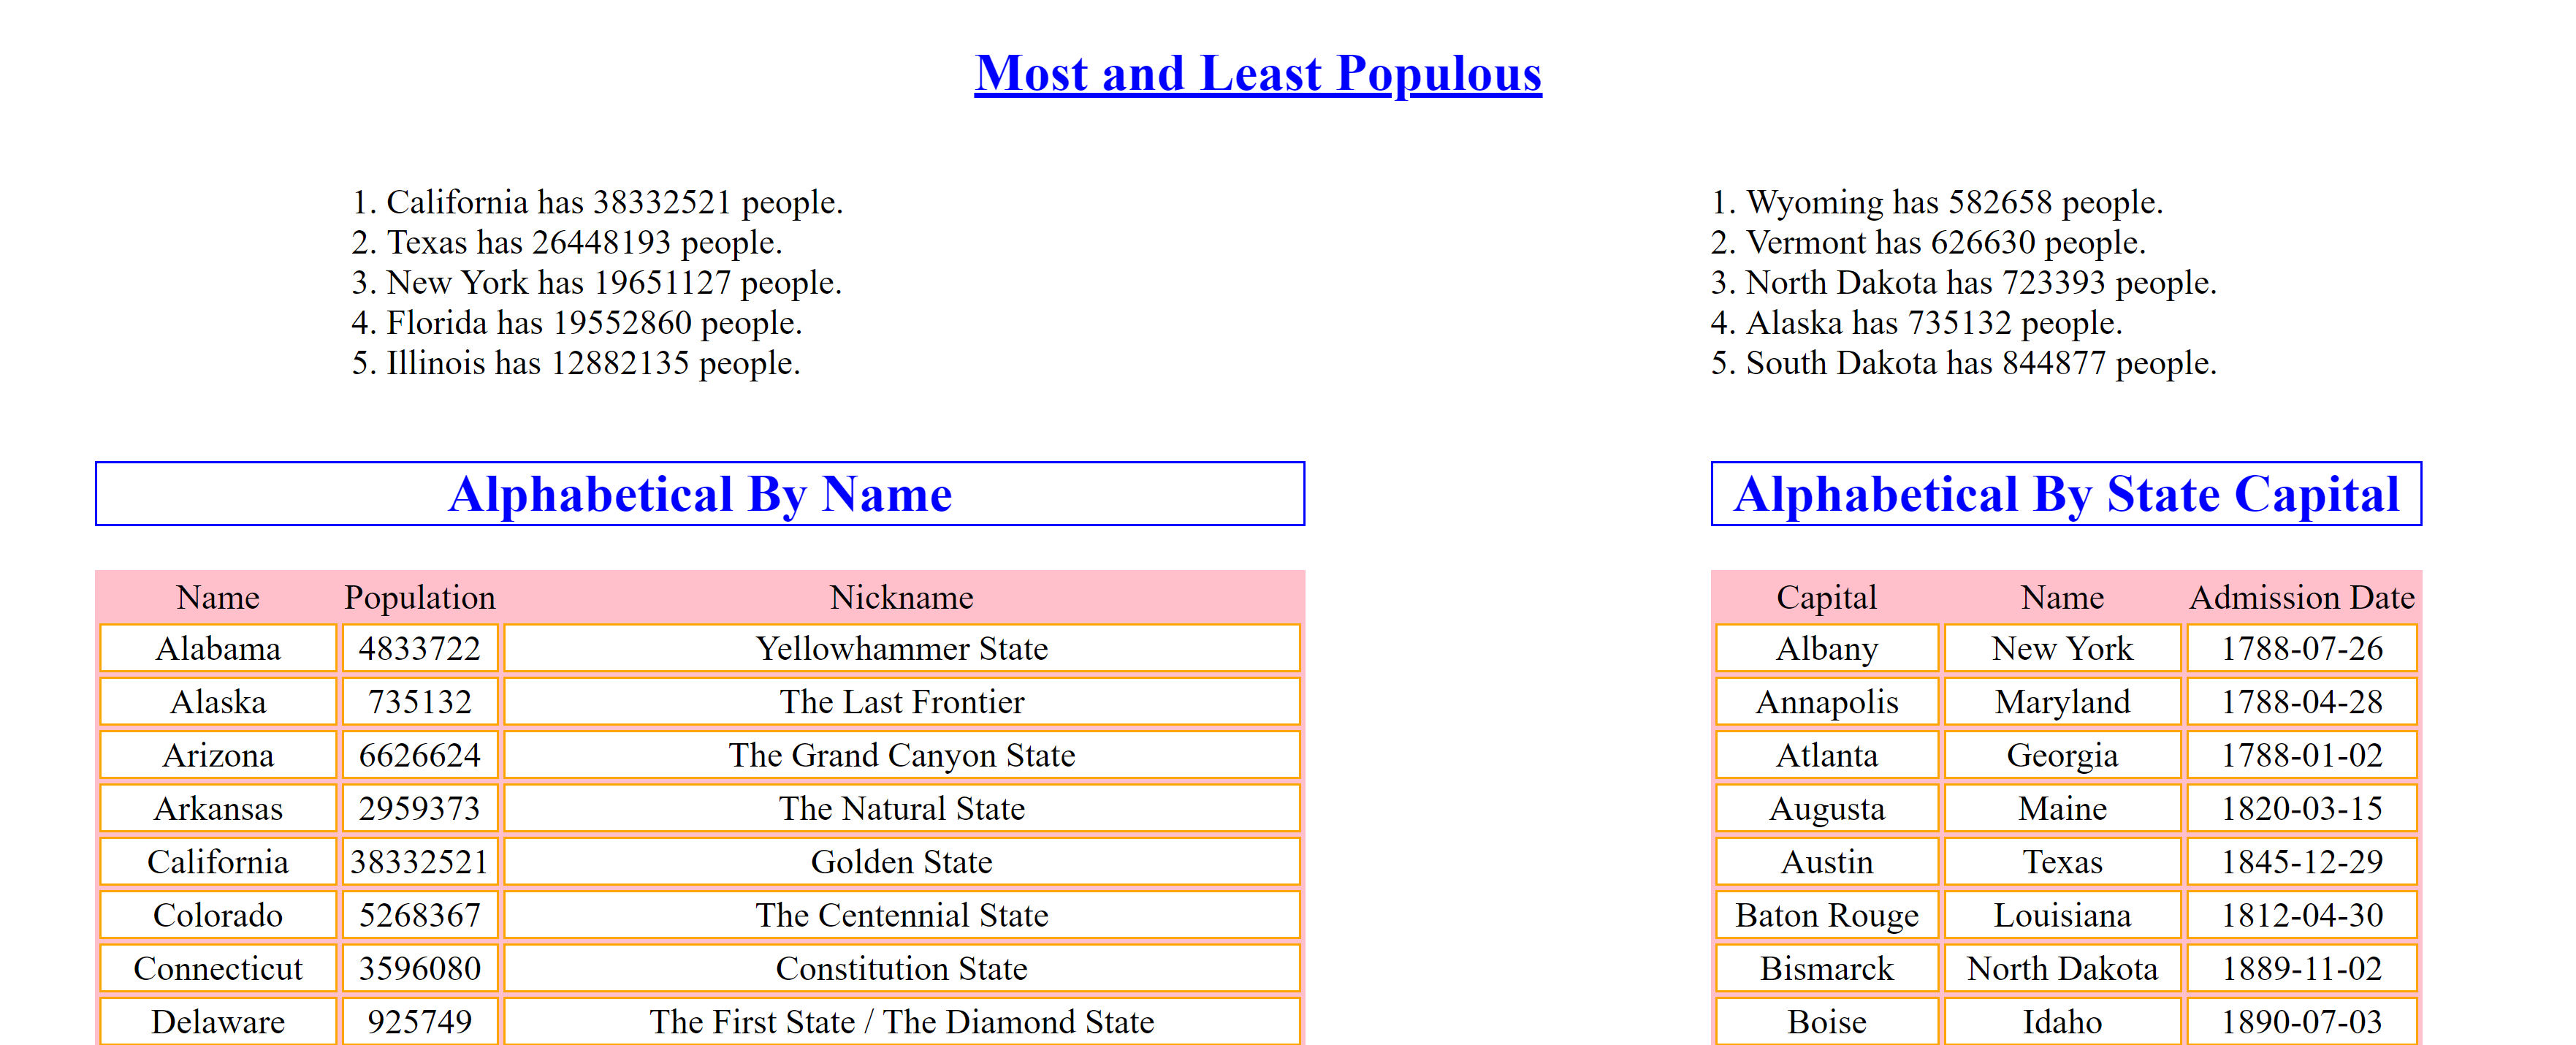 Most and Least Populous
1. California has 38332521 people.
2. Texas has 26448193 people.
3. New York has 19651127 people.
4. Florida has 19552860 people.
5. Illinois has 12882135 people.
1. Wyoming has 582658 people.
2. Vermont has 626630 people.
3. North Dakota has 723393 people.
4. Alaska has 735132 people.
5. South Dakota has 844877 people.
Alphabetical By Name
Name Population Nickname
Alabama 4833722 Yellowhammer State
Alaska 735132 The Last Frontier
Arizona 6626624 The Grand Canyon State
Arkansas 2959373 The Natural State
California 38332521 Golden State
Colorado 5268367 The Centennial State
Connecticut 3596080 Constitution State
Delaware 925749 The First State / The Diamond State
Alphabetical By State Capital
Capital Name Admission Date
Albany New York 1788-07-26
Annapolis Maryland 1788-04-28
Atlanta Georgia 1788-01-02
Augusta Maine 1820-03-15
Austin Texas 1845-12-29
Baton Rouge Louisiana 1812-04-30
Bismarck North Dakota 1889-11-02
Boise Idaho 1890-07-03